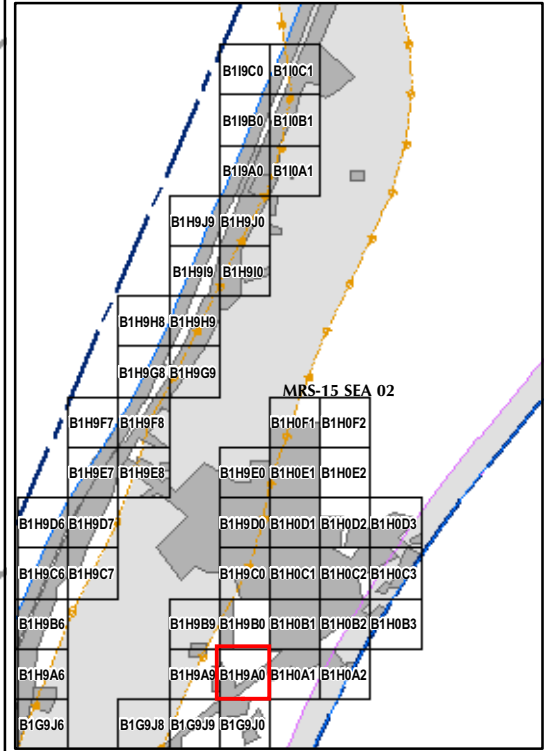 B1I9C0 B1I0C1
B1I9B0 B1I0B1
B1I9A0 B1I0A1
B1H9J9 B1H9J0
B1H9I9 B1H9I0
B1H9H8 B1H9H9
B1H9G8 B1H9G9
MRS-15 SEA 02
B1H9F7 B1H9F8 B1H0F1 B1H0F2
B1H9E7 B1H9E8 B1H9E0 B1H0E1 B1H0E2
B1H9D6 B1H9D7 B1H9D0 B1H0D1 B1H0D2 B1H0D3
B1H9C6 B1H9C7 B1H9C0 B1H0C1 B1H0C2 B1H0C3
B1H9B6 B1H9B9 B1H9B0 B1H0B1 B1H0B2 B1H0B3
B1H9A6 B1H9A9 B1H9A0 B1H0A1 B1H0A2
B1G9J6 B1G9J8 B1G9J9 B1G9J0